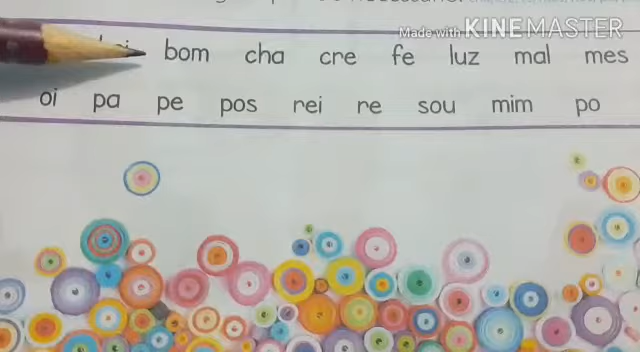 Made with KINEMASTER
bom cha cre fe luz mal mes
oi pa pe pos rei re sou mim po